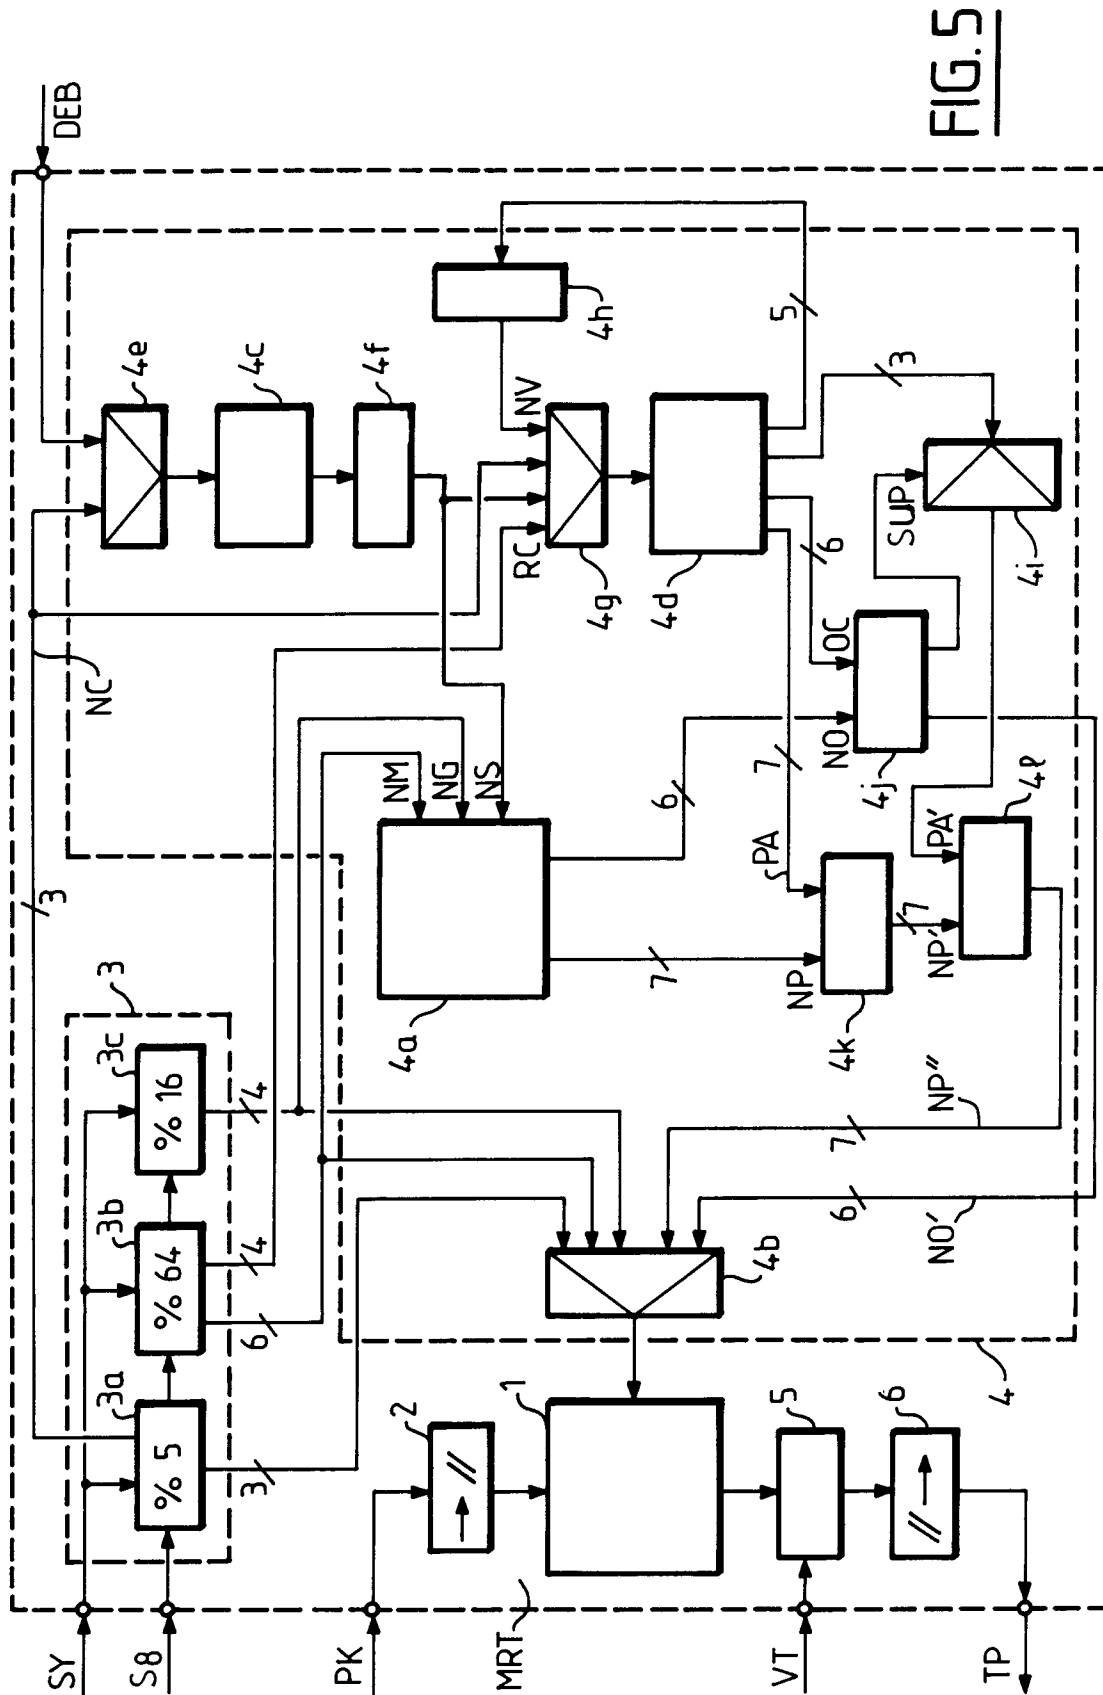 FIG. 5
DEB
NC
3
3
3a
3b
3c
% 5
% 64
% 16
3
6
4
4
4e
4c
4f
4h
NV
RC
4g
4d
5
3
6
7
PA
SUP
4i
NO
OC
4j
NM
NG
NS
4a
6
7
NP
4k
7
NP'
PA'
4ℓ
NP"
7
6
NO'
4b
4
SY
S8
PK
MRT
VT
TP
2
//
1
5
6
//